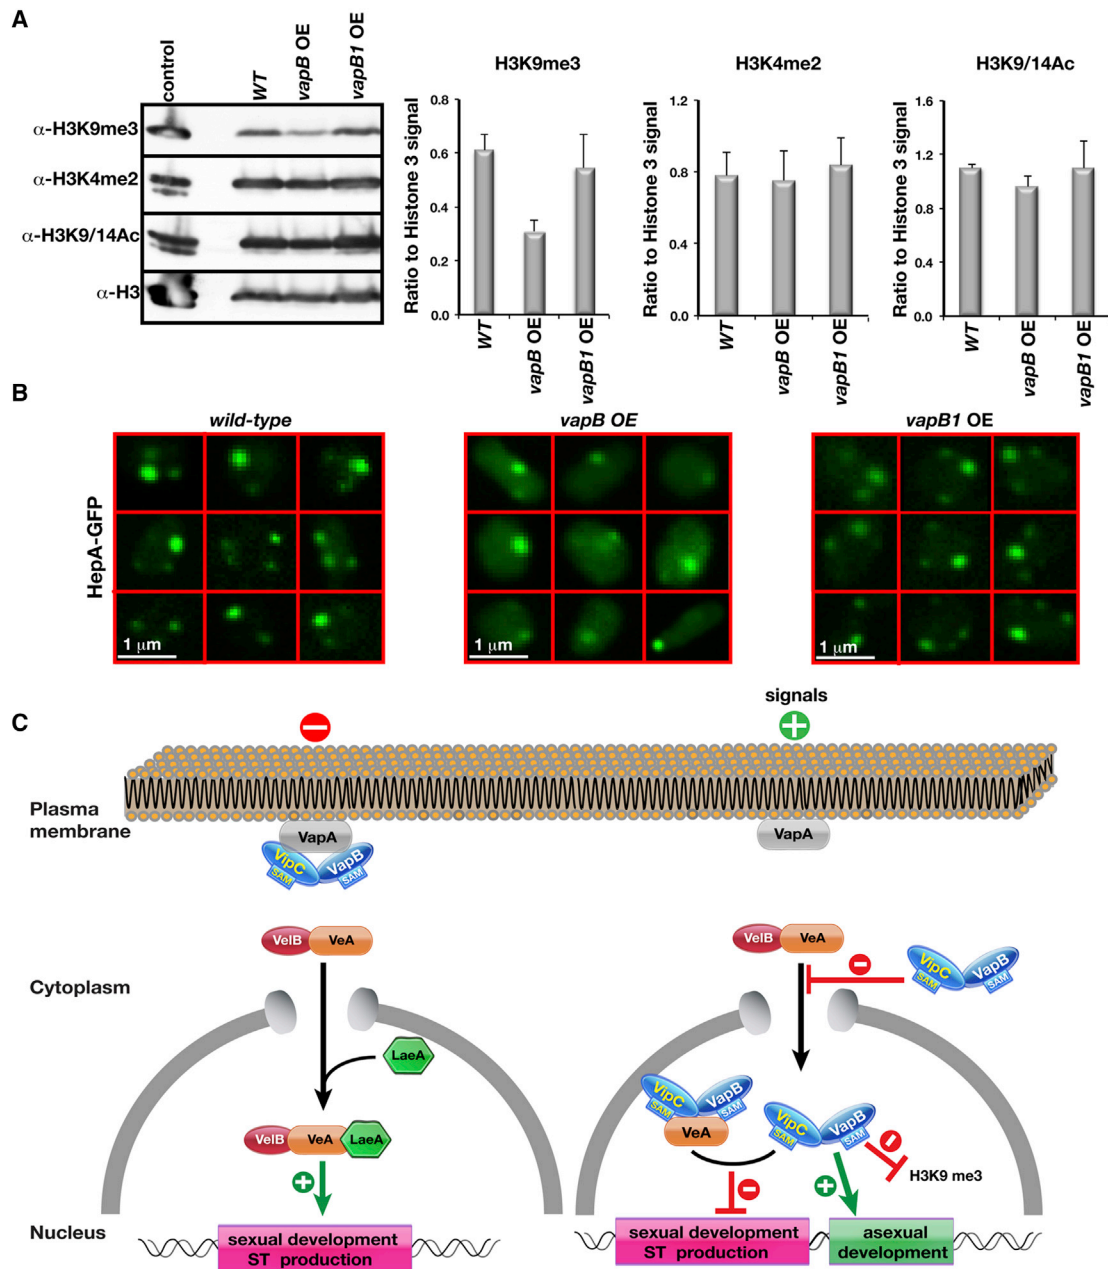 A
control
WT
vapB OE
vapB1 OE
α-H3K9me3
α-H3K4me2
α-H3K9/14Ac
α-H3
H3K9me3
Ratio to Histone 3 signal
0.8
0.6
0.4
0.2
0.0
WT
vapB OE
vapB1 OE
H3K4me2
Ratio to Histone 3 signal
1.2
0.8
0.4
0.0
WT
vapB OE
vapB1 OE
H3K9/14Ac
Ratio to Histone 3 signal
1.6
1.2
0.8
0.4
0.0
WT
vapB OE
vapB1 OE
B
wild-type
vapB OE
vapB1 OE
HepA-GFP
1 μm
1 μm
1 μm
C
signals
Plasma
membrane
VapA
VipC
SAM
VapB
SAM
VapA
VelB
VeA
VelB
VeA
VipC
SAM
VapB
SAM
Cytoplasm
LaeA
VelB
VeA
LaeA
VipC
SAM
VapB
SAM
VeA
VipC
SAM
VapB
SAM
H3K9 me3
Nucleus
sexual development
ST production
sexual development
ST production
asexual
development